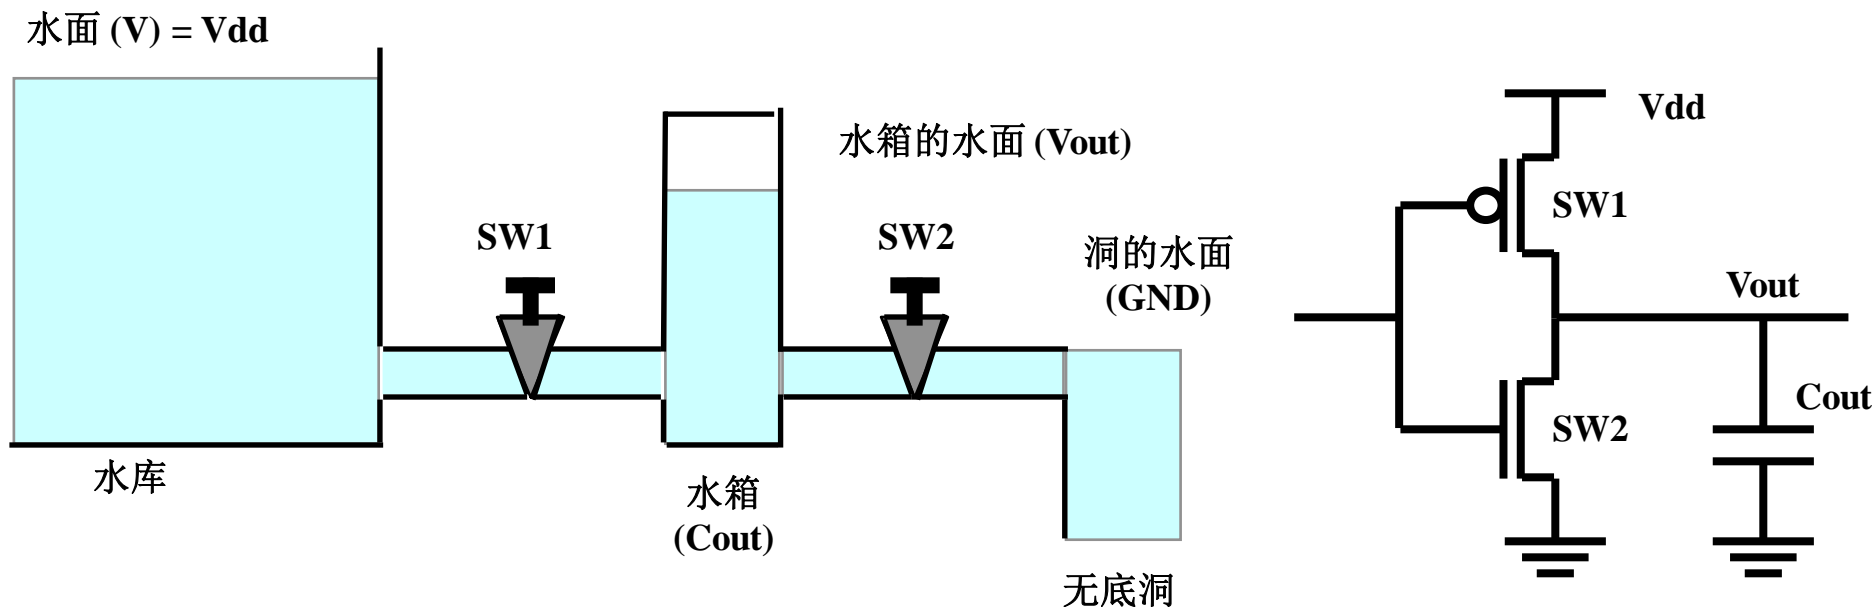 水面 (V) = Vdd
水箱的水面 (Vout)
SW1
SW2
洞的水面
(GND)
水库
水箱
(Cout)
无底洞
Vdd
SW1
Vout
Cout
SW2